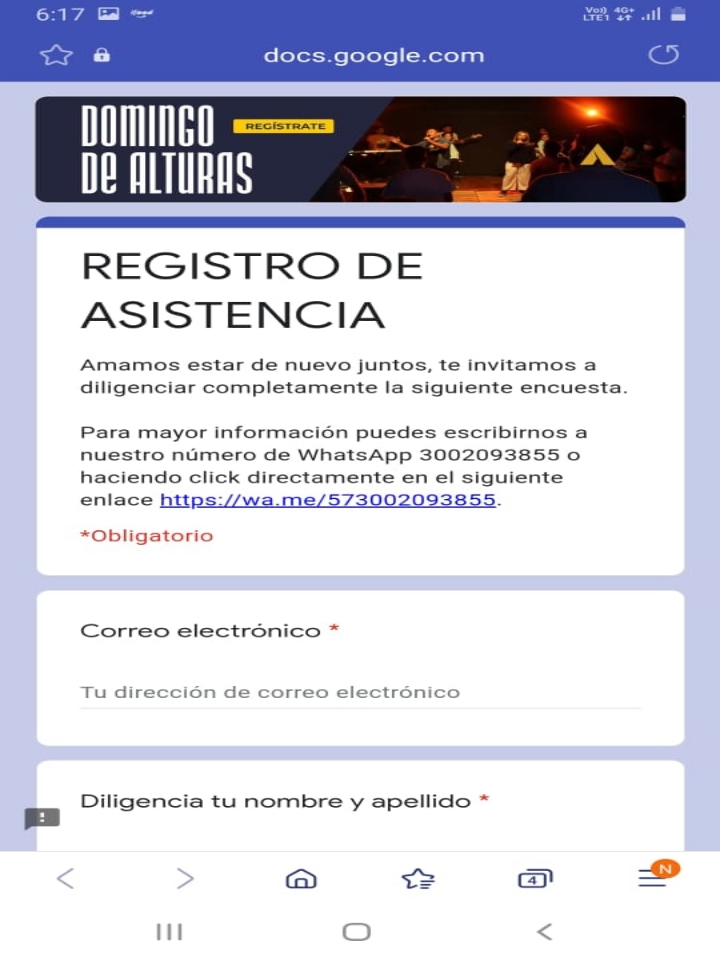 6:17
Vo))
LTE1
4G+
docs.google.com
DOMINGO
DE ALTURAS
REGÍSTRATE
REGISTRO DE
ASISTENCIA
Amamos estar de nuevo juntos, te invitamos a
diligenciar completamente la siguiente encuesta.
Para mayor información puedes escribirnos a
nuestro número de WhatsApp 3002093855 o
haciendo click directamente en el siguiente
enlace https://wa.me/573002093855.
*Obligatorio
Correo electrónico *
Tu dirección de correo electrónico
Diligencia tu nombre y apellido *
!
4
N